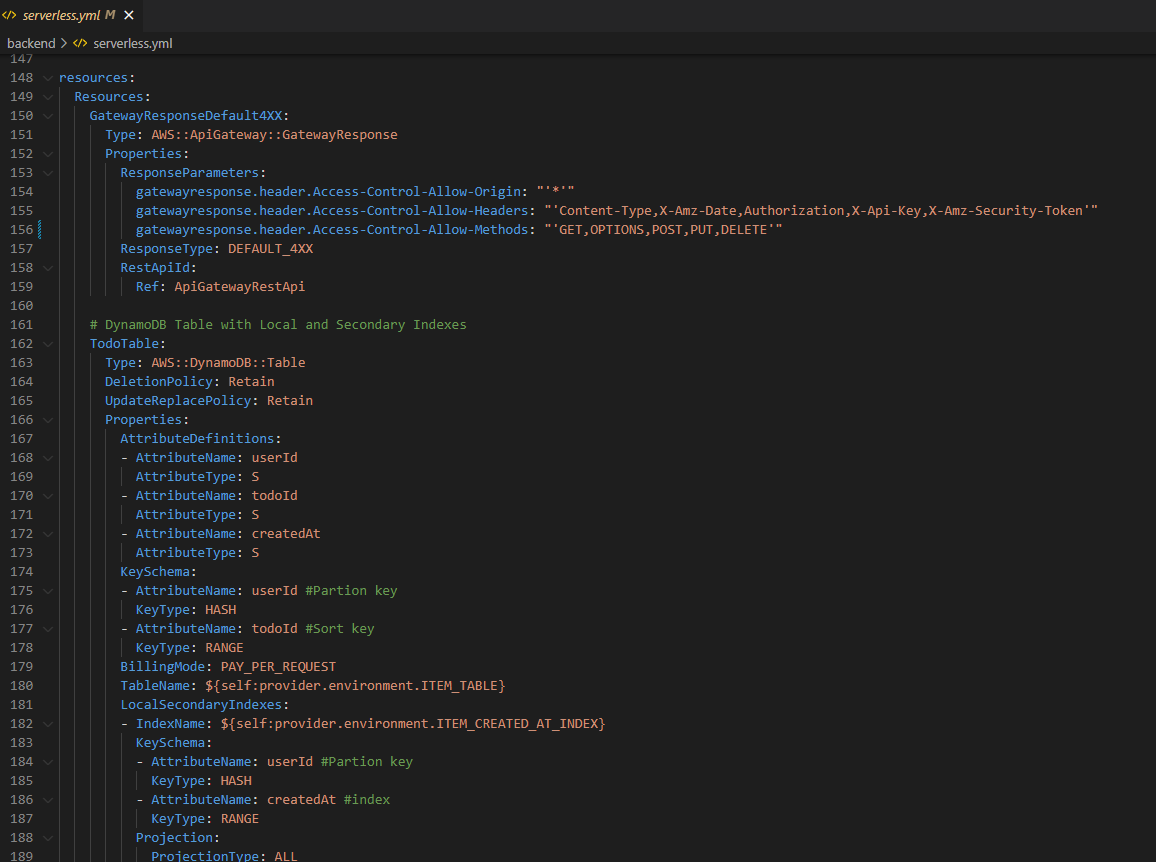 serverless.yml M
backend > serverless.yml
147
148 resources:
149 Resources:
150 GatewayResponseDefault4XX:
151 Type: AWS::ApiGateway::GatewayResponse
152 Properties:
153 ResponseParameters:
154 gatewayresponse.header.Access-Control-Allow-Origin: "'*'"
155 gatewayresponse.header.Access-Control-Allow-Headers: "'Content-Type,X-Amz-Date,Authorization,X-Api-Key,X-Amz-Security-Token'"
156 gatewayresponse.header.Access-Control-Allow-Methods: "'GET,OPTIONS,POST,PUT,DELETE'"
157 ResponseType: DEFAULT_4XX
158 RestApiId:
159 Ref: ApiGatewayRestApi
160
161 # DynamoDB Table with Local and Secondary Indexes
162 TodoTable:
163 Type: AWS::DynamoDB::Table
164 DeletionPolicy: Retain
165 UpdateReplacePolicy: Retain
166 Properties:
167 AttributeDefinitions:
168 - AttributeName: userId
169 AttributeType: S
170 - AttributeName: todoId
171 AttributeType: S
172 - AttributeName: createdAt
173 AttributeType: S
174 KeySchema:
175 - AttributeName: userId #Partion key
176 KeyType: HASH
177 - AttributeName: todoId #Sort key
178 KeyType: RANGE
179 BillingMode: PAY_PER_REQUEST
180 TableName: ${self:provider.environment.ITEM_TABLE}
181 LocalSecondaryIndexes:
182 - IndexName: ${self:provider.environment.ITEM_CREATED_AT_INDEX}
183 KeySchema:
184 - AttributeName: userId #Partion key
185 KeyType: HASH
186 - AttributeName: createdAt #index
187 KeyType: RANGE
188 Projection:
189 ProjectionType: ALL